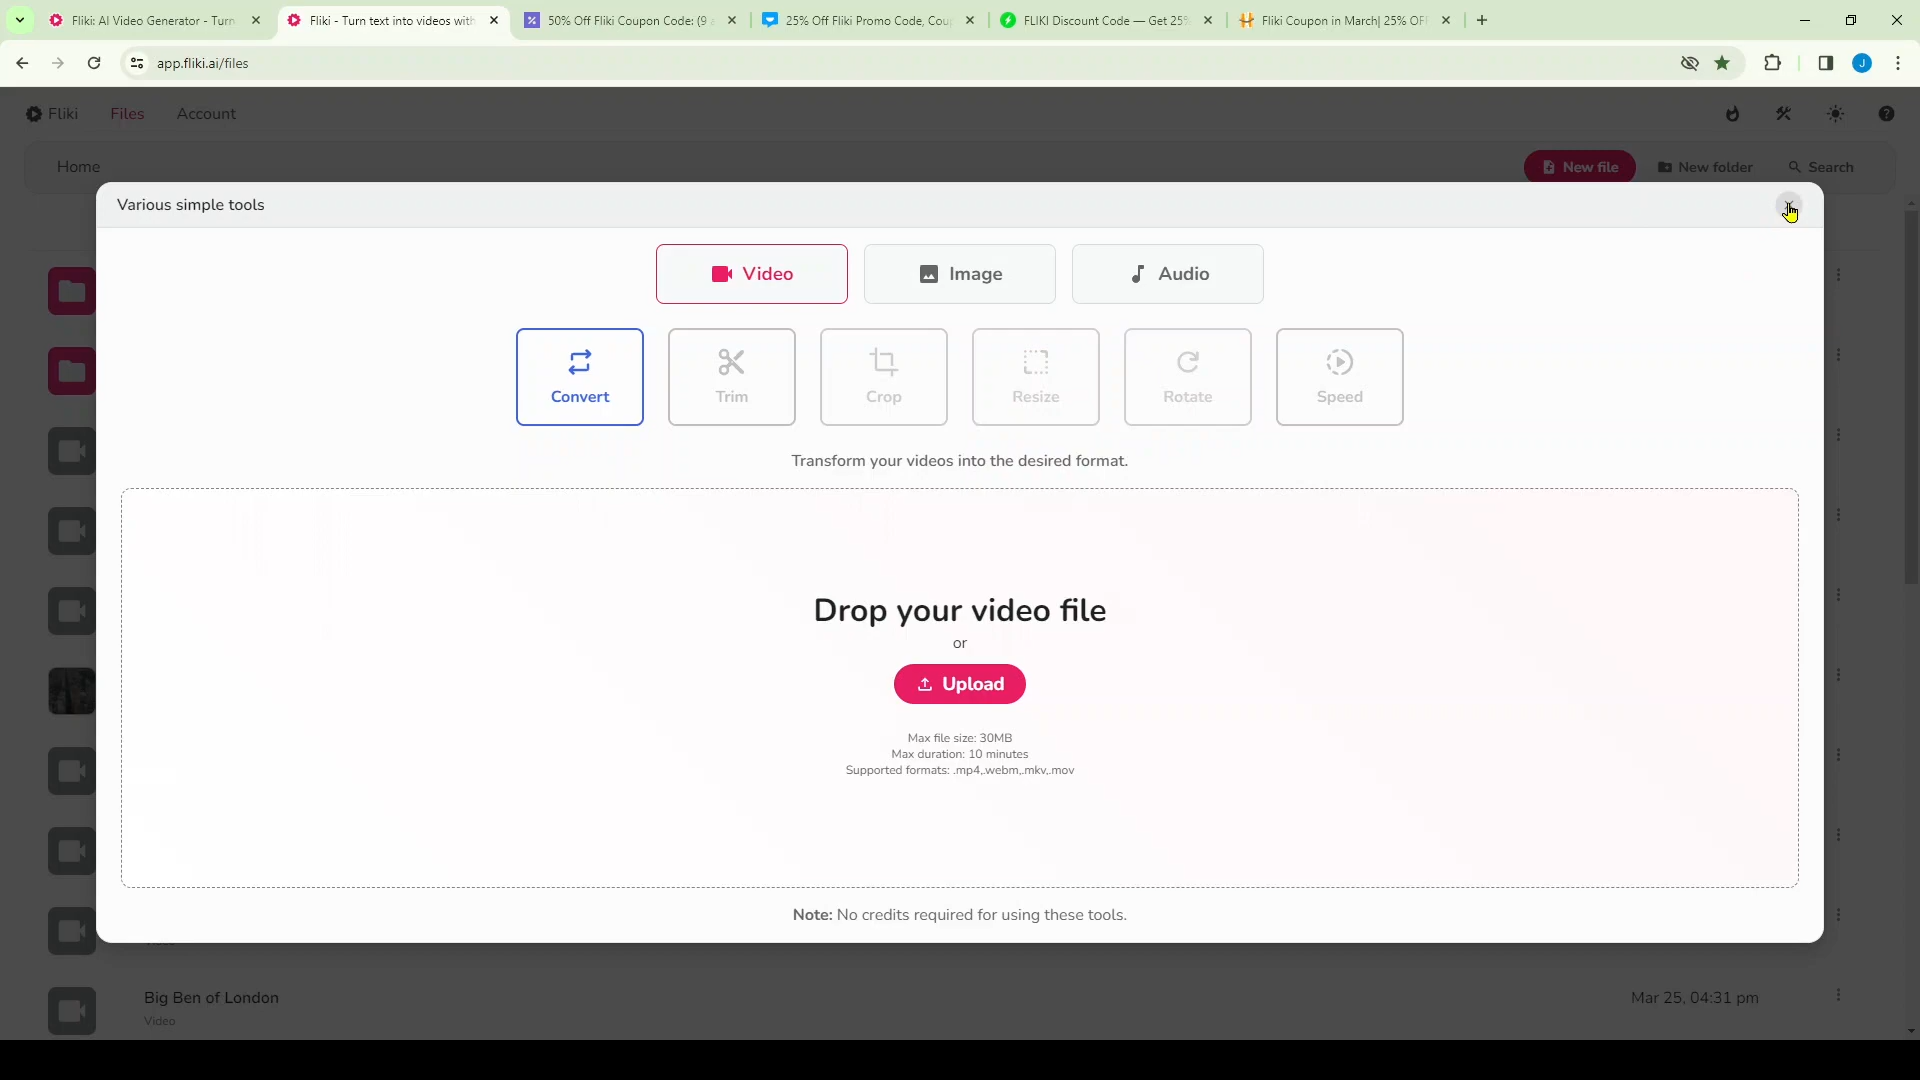 Fliki: AI Video Generator - Turn
Fliki - Turn text into videos with
50% Off Fliki Coupon Code: (9
25% Off Fliki Promo Code, Cou
FLIKI Discount Code — Get 25%
Fliki Coupon in March| 25% OF
app.fliki.ai/files
J
Fliki
Files
Account
Home
New file
New folder
Search
Various simple tools
Video
Image
Audio
Convert
Trim
Crop
Resize
Rotate
Speed
Transform your videos into the desired format.
Drop your video file
or
Upload
Max file size: 30MB
Max duration: 10 minutes
Supported formats: .mp4,.webm,.mkv,.mov
Note: No credits required for using these tools.
Big Ben of London
Mar 25, 04:31 pm
Video